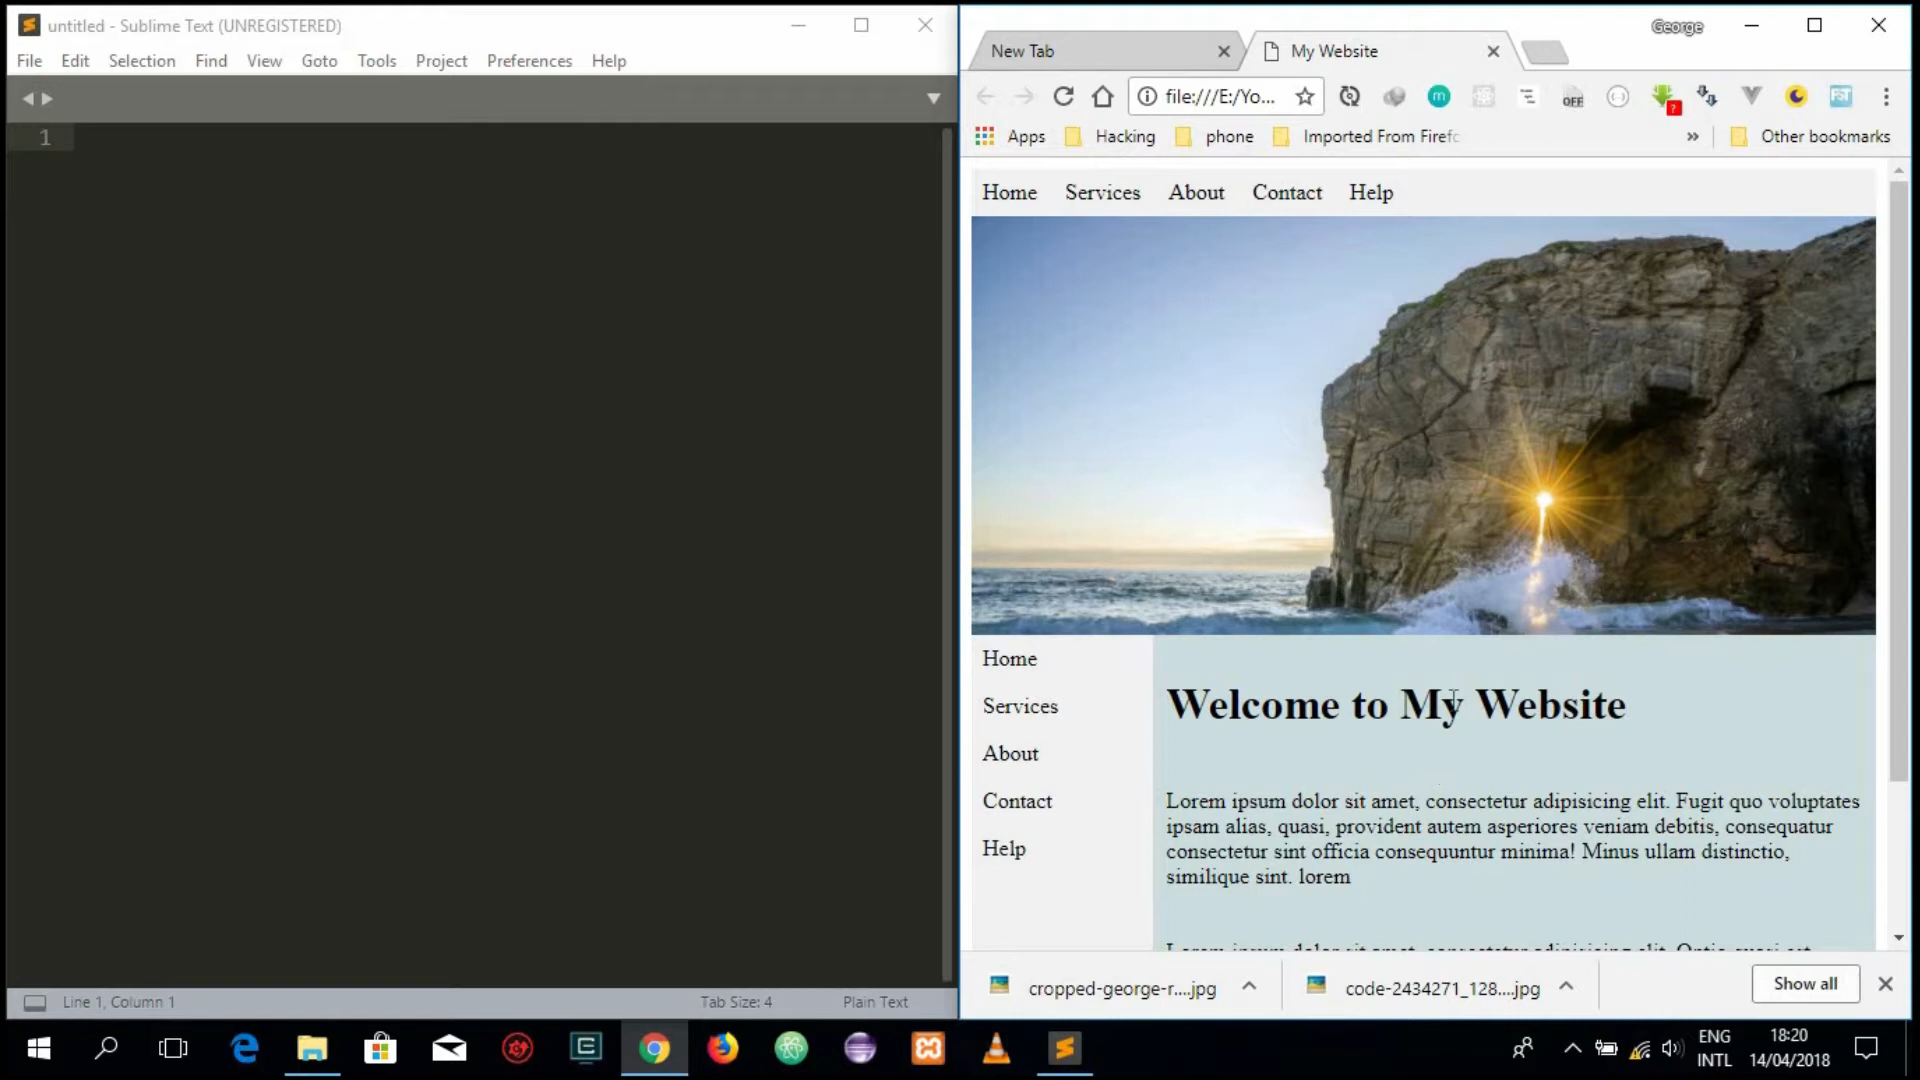 untitled - Sublime Text (UNREGISTERED)
File Edit Selection Find View Goto Tools Project Preferences Help
1
Line 1, Column 1
Tab Size: 4
Plain Text
George
New Tab
My Website
file:///E:/Yo...
OFF
PST
Apps Hacking phone Imported From Firefc » Other bookmarks
Home Services About Contact Help
Home
Services
About
Contact
Help
Welcome to My Website
Lorem ipsum dolor sit amet, consectetur adipisicing elit. Fugit quo voluptates
ipsam alias, quasi, provident autem asperiores veniam debitis, consequatur
consectetur sint officia consequuntur minima! Minus ullam distinctio,
similique sint. lorem
cropped-george-r....jpg
code-2434271_128....jpg
Show all
ENG
INTL
18:20
14/04/2018